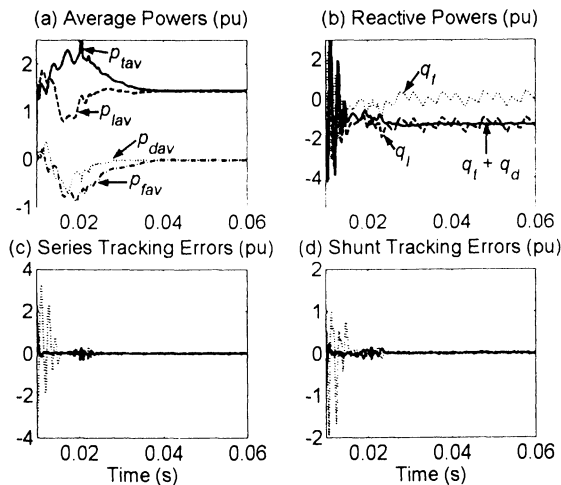 (a) Average Powers (pu)
2
1
0
-1
p_tav
p_lav
p_dav
p_fav
0.02 0.04 0.06
(b) Reactive Powers (pu)
2
0
-2
-4
q_t
q_l
q_t + q_d
0.02 0.04 0.06
(c) Series Tracking Errors (pu)
4
2
0
-2
-4
0.02 0.04 0.06
Time (s)
(d) Shunt Tracking Errors (pu)
2
1
0
-1
-2
0.02 0.04 0.06
Time (s)